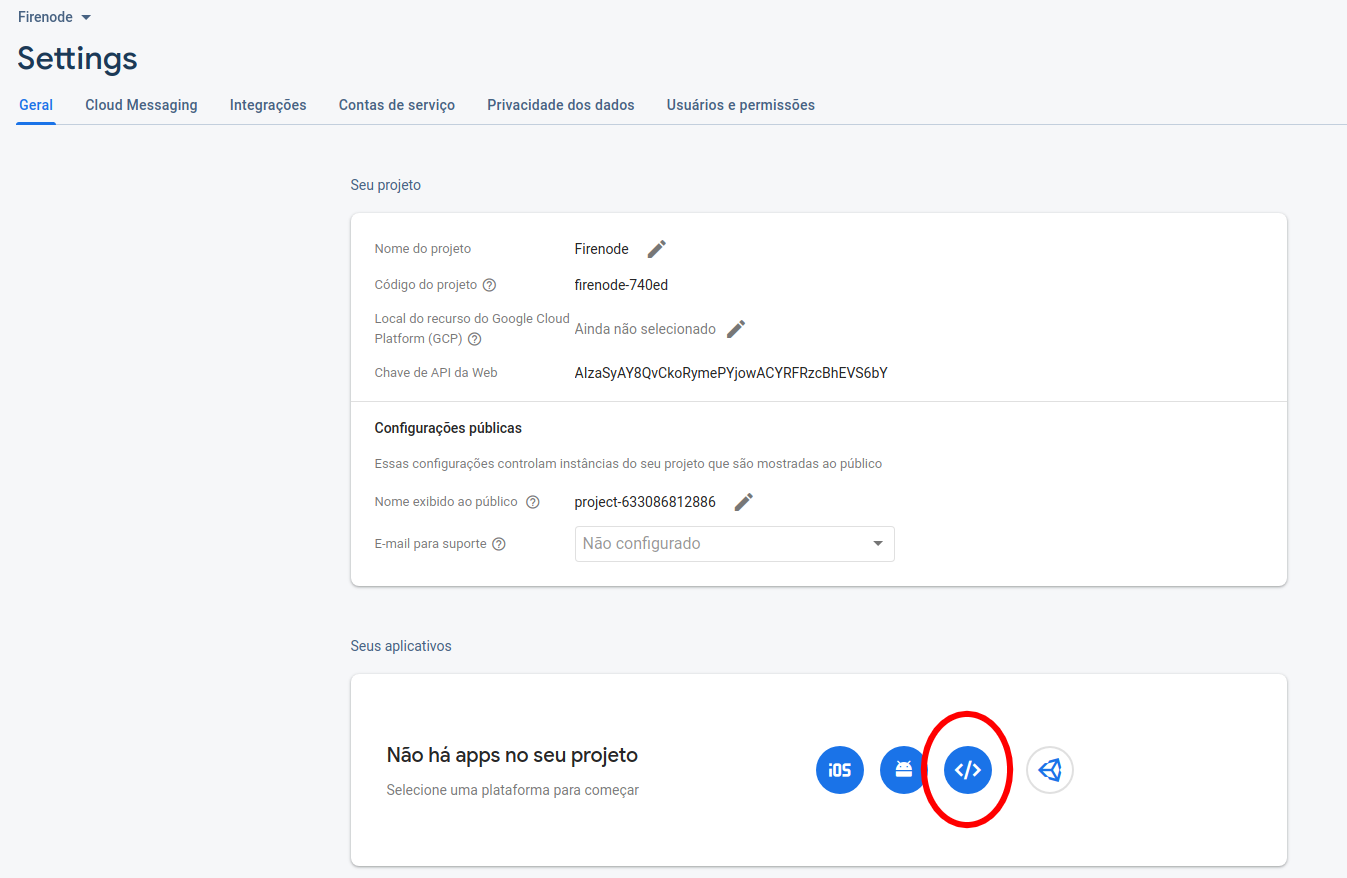 Firenode
Settings
Geral Cloud Messaging Integrações Contas de serviço Privacidade dos dados Usuários e permissões
Seu projeto
Nome do projeto Firenode
Código do projeto firenode-740ed
Local do recurso do Google Cloud
Platform (GCP) Ainda não selecionado
Chave de API da Web AIzaSyAY8QvCkoRymePYjowACYRFRzcBhEVS6bY
Configurações públicas
Essas configurações controlam instâncias do seu projeto que são mostradas ao público
Nome exibido ao público project-633086812886
E-mail para suporte Não configurado
Seus aplicativos
Não há apps no seu projeto
Selecione uma plataforma para começar
iOS </>